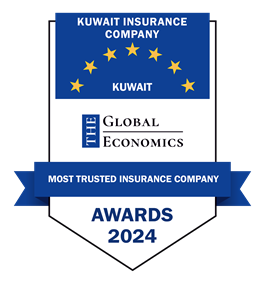 KUWAIT INSURANCE
COMPANY
KUWAIT
THE
GLOBAL
ECONOMICS
MOST TRUSTED INSURANCE COMPANY
AWARDS
2024